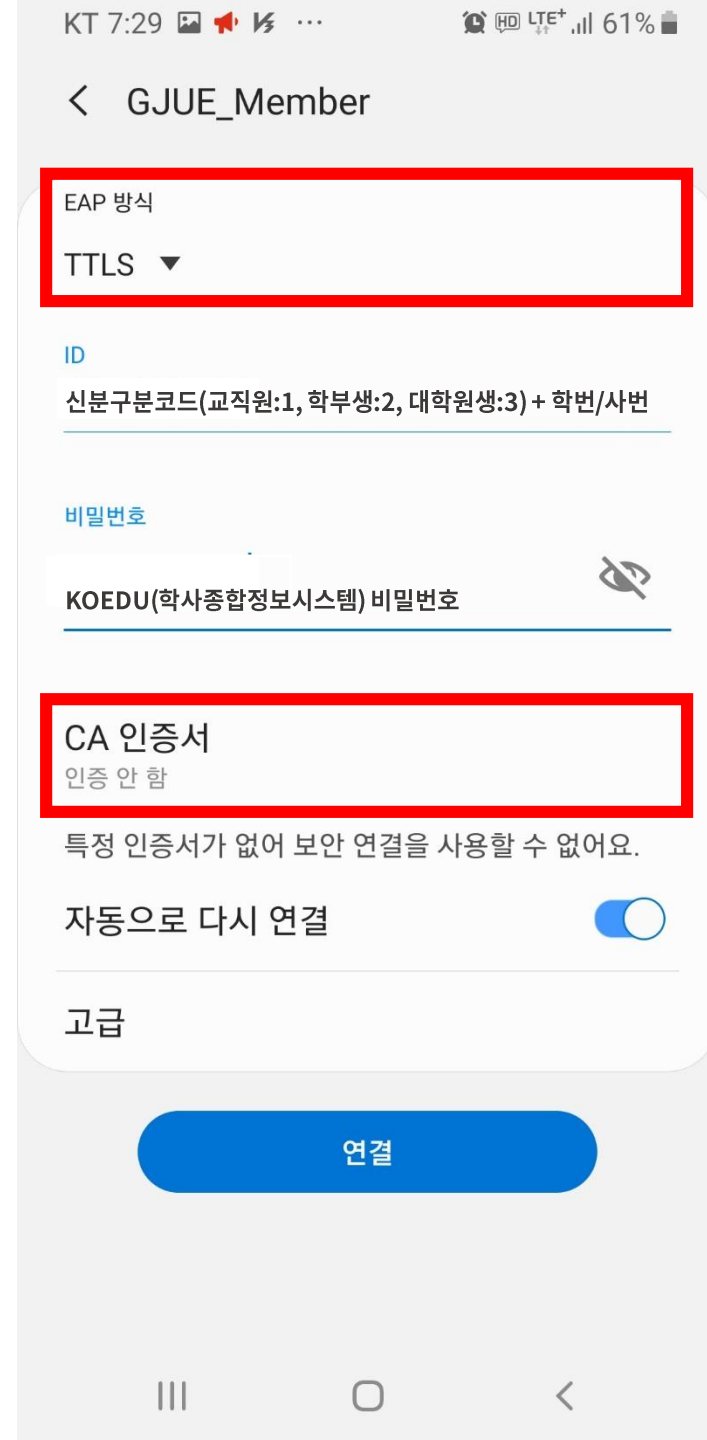 KT 7:29 ... HD LTE+ 61%
GJUE_Member
EAP 방식
TTLS
ID
신분구분코드(교직원:1, 학부생:2, 대학원생:3) + 학번/사번
비밀번호
KOEDU(학사종합정보시스템) 비밀번호
CA 인증서
인증 안 함
특정 인증서가 없어 보안 연결을 사용할 수 없어요.
자동으로 다시 연결
고급
연결